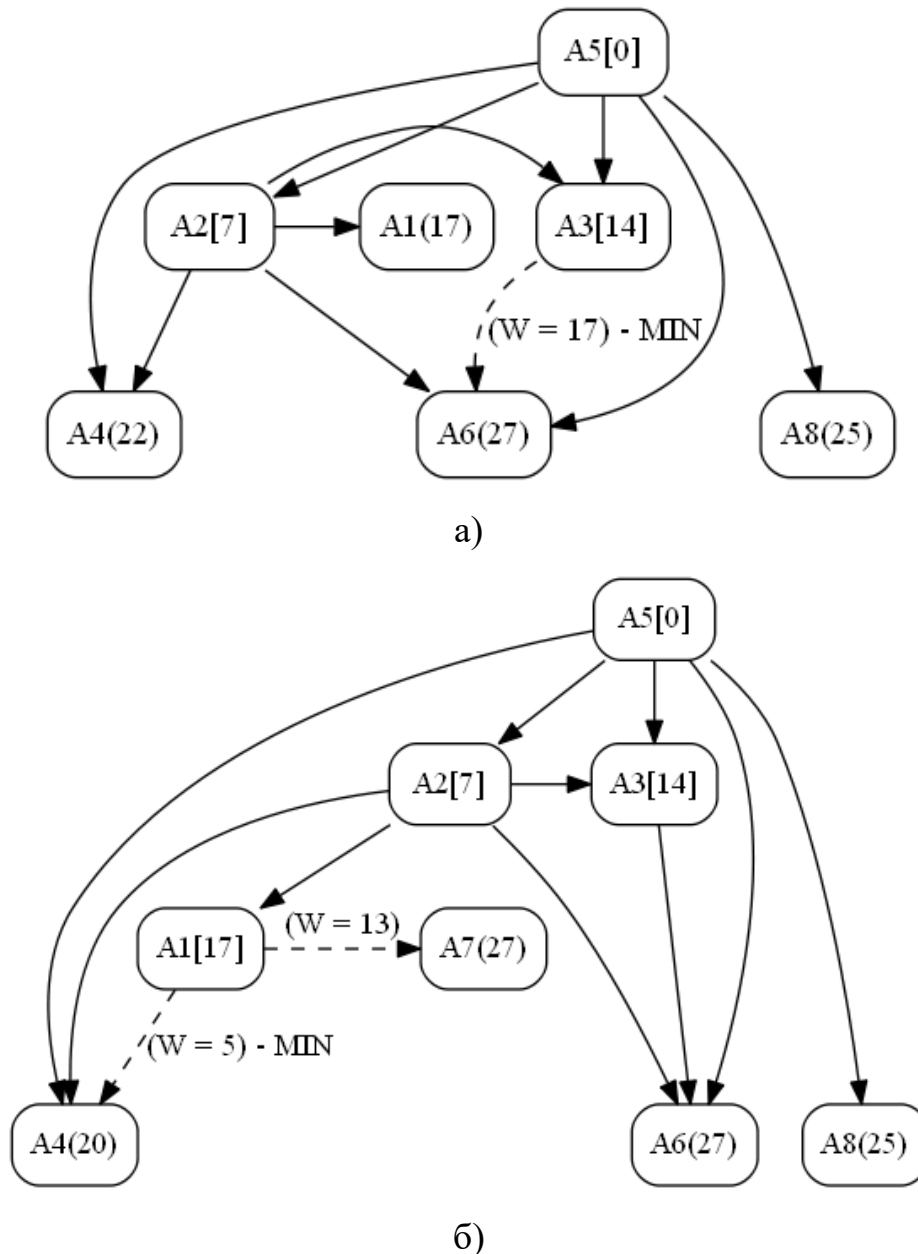 A5[0]
A2[7]
A1(17)
A3[14]
(W = 17) - MIN
A4(22)
A6(27)
A8(25)
а)
A5[0]
A2[7]
A3[14]
A1[17]
(W = 13)
A7(27)
(W = 5) - MIN
A4(20)
A6(27)
A8(25)
б)